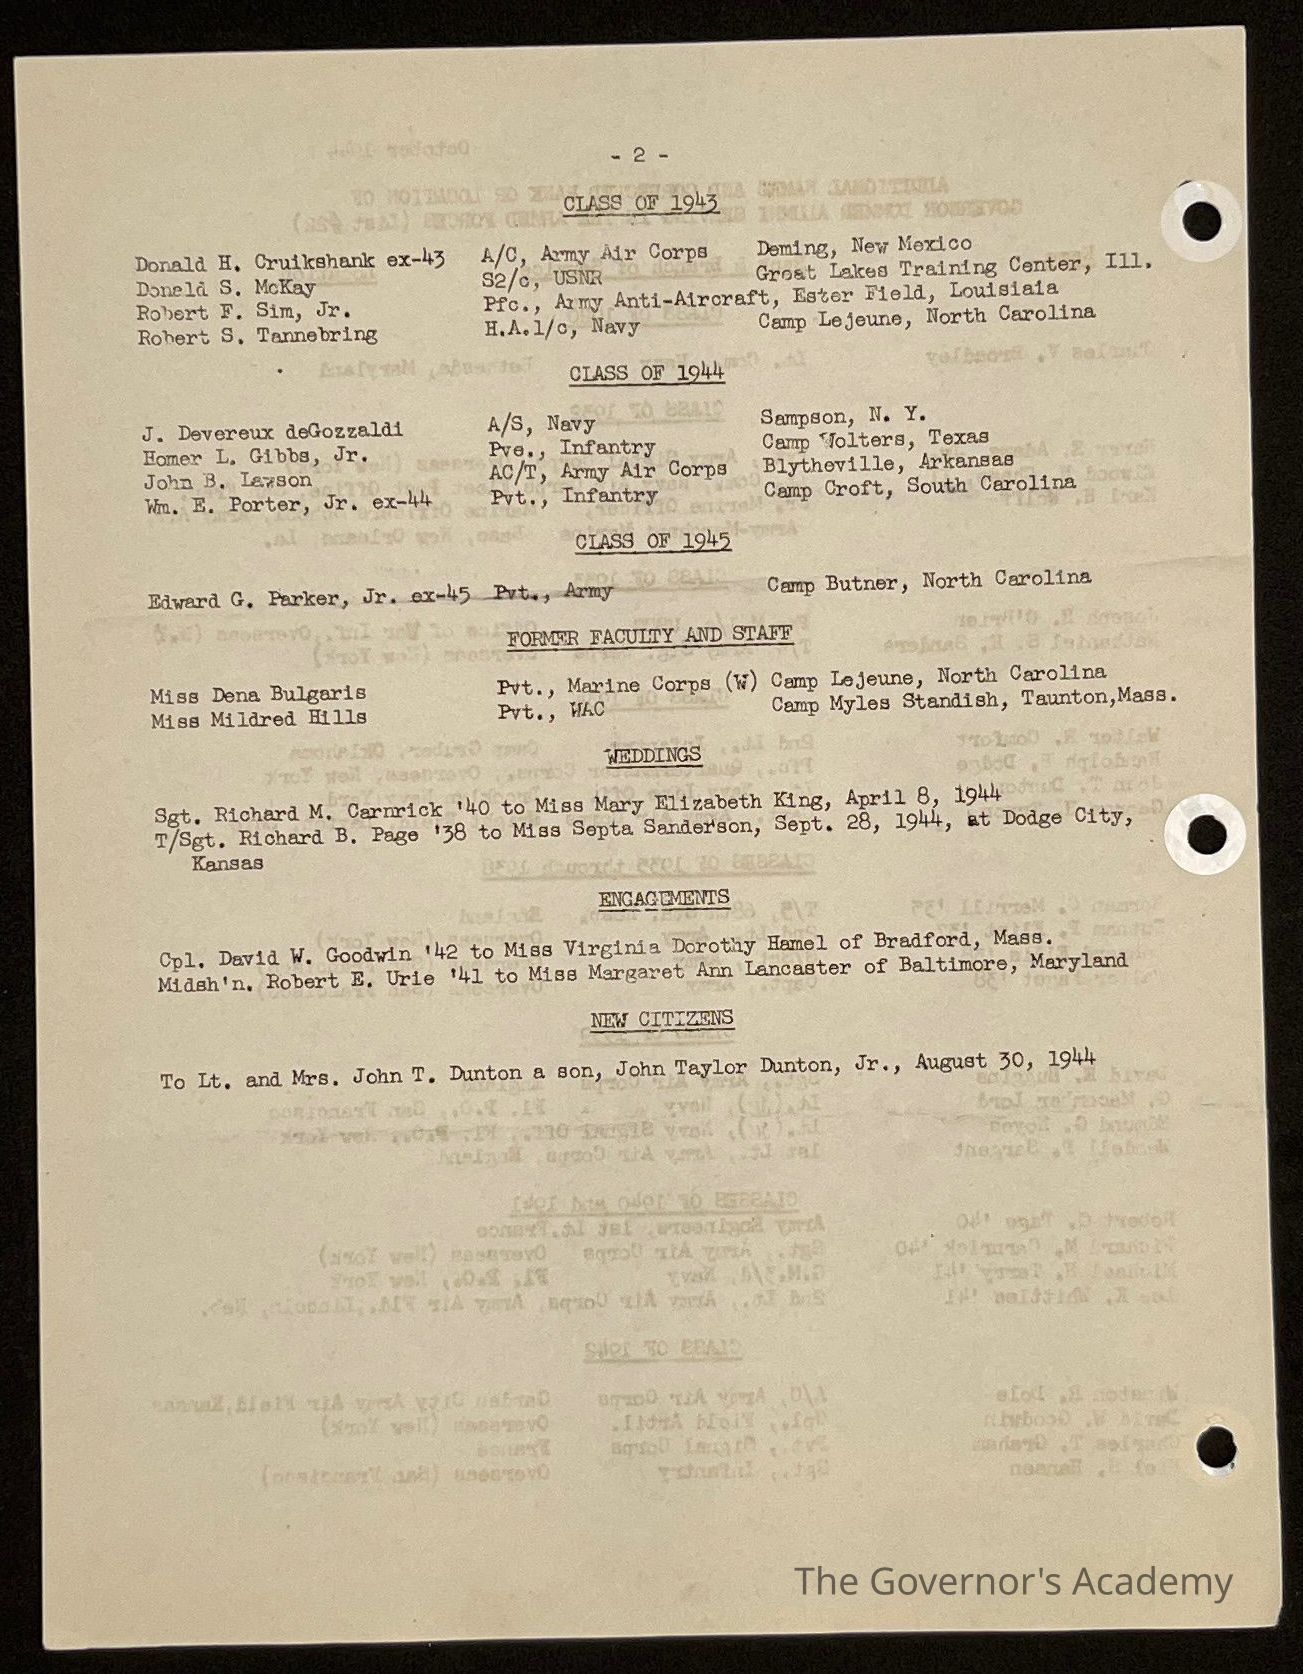 - 2 -
CLASS OF 1943
Donald H. Cruikshank ex-43 A/C, Army Air Corps Deming, New Mexico
Donald S. McKay S2/c, USNR Great Lakes Training Center, Ill.
Robert F. Sim, Jr. Pfc., Army Anti-Aircraft, Ester Field, Louisiaia
Robert S. Tannebring H.A.1/c, Navy Camp Lejeune, North Carolina
CLASS OF 1944
J. Devereux deGozzaldi A/S, Navy Sampson, N. Y.
Homer L. Gibbs, Jr. Pve., Infantry Camp Wolters, Texas
John B. Lawson AC/T, Army Air Corps Blytheville, Arkansas
Wm. E. Porter, Jr. ex-44 Pvt., Infantry Camp Croft, South Carolina
CLASS OF 1945
Edward G. Parker, Jr. ex-45 Pvt., Army Camp Butner, North Carolina
FORMER FACULTY AND STAFF
Miss Dena Bulgaris Pvt., Marine Corps (W) Camp Lejeune, North Carolina
Miss Mildred Hills Pvt., WAC Camp Myles Standish, Taunton,Mass.
WEDDINGS
Sgt. Richard M. Carnrick '40 to Miss Mary Elizabeth King, April 8, 1944
T/Sgt. Richard B. Page '38 to Miss Septa Sanderson, Sept. 28, 1944, at Dodge City,
Kansas
ENGAGEMENTS
Cpl. David W. Goodwin '42 to Miss Virginia Dorothy Hamel of Bradford, Mass.
Midsh'n. Robert E. Urie '41 to Miss Margaret Ann Lancaster of Baltimore, Maryland
NEW CITIZENS
To Lt. and Mrs. John T. Dunton a son, John Taylor Dunton, Jr., August 30, 1944
The Governor's Academy